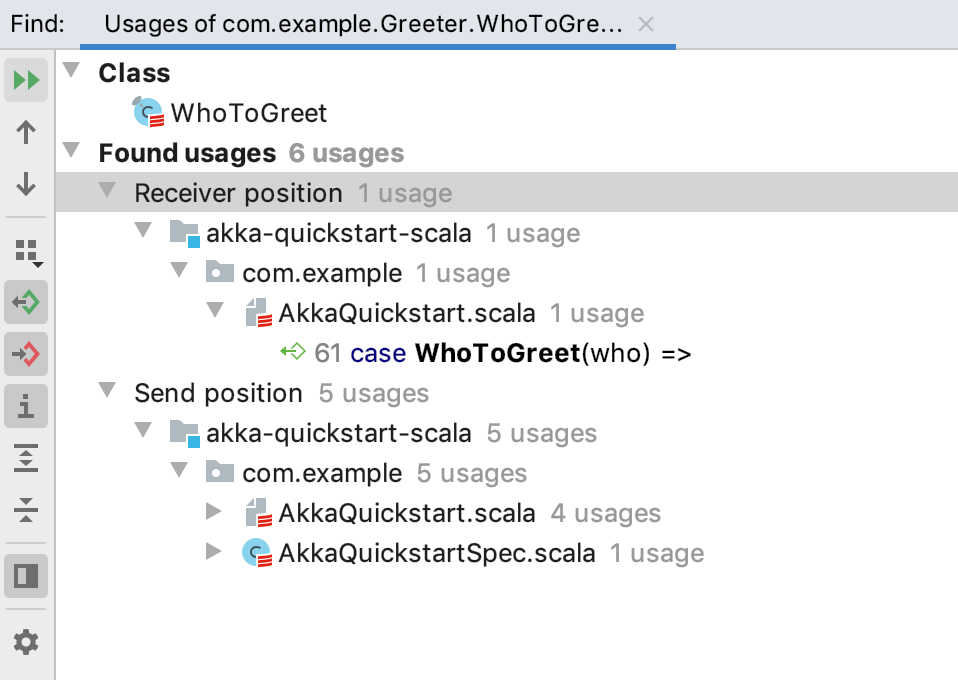 Find: Usages of com.example.Greeter.WhoToGre...
Class
WhoToGreet
Found usages 6 usages
Receiver position 1 usage
akka-quickstart-scala 1 usage
com.example 1 usage
AkkaQuickstart.scala 1 usage
61 case WhoToGreet(who) =>
Send position 5 usages
akka-quickstart-scala 5 usages
com.example 5 usages
AkkaQuickstart.scala 4 usages
AkkaQuickstartSpec.scala 1 usage